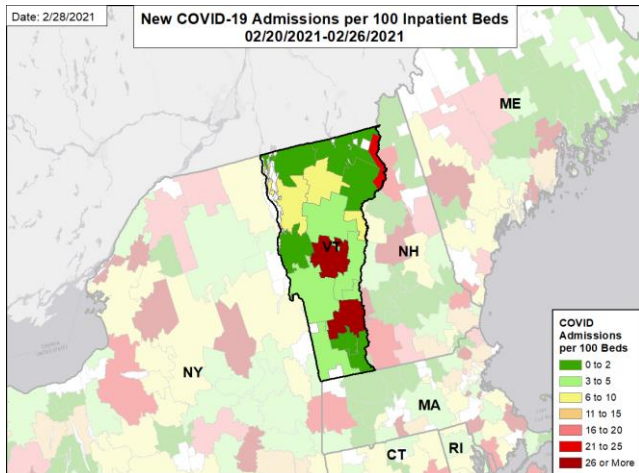 Date: 2/28/2021
New COVID-19 Admissions per 100 Inpatient Beds
02/20/2021-02/26/2021
ME
VT
NH
NY
MA
CT
RI
COVID
Admissions
per 100 Beds
0 to 2
3 to 5
6 to 10
11 to 15
16 to 20
21 to 25
26 or More